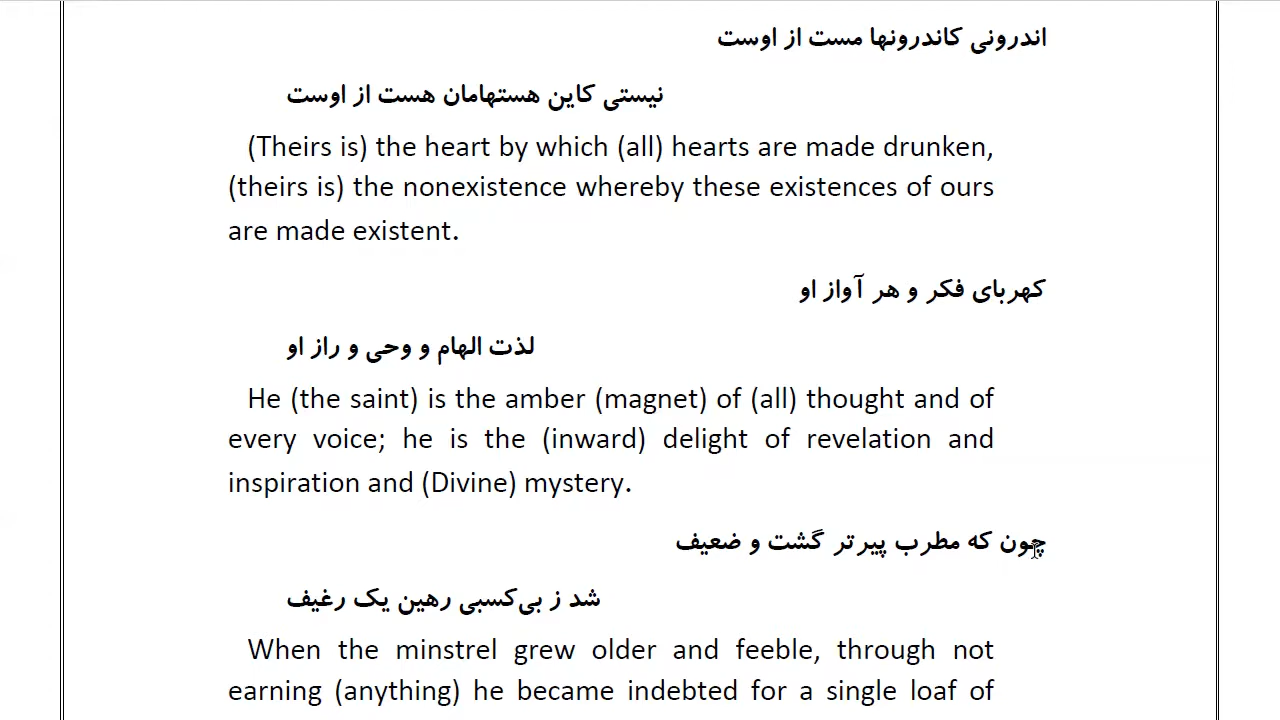 اندرونی کاندرونها مست از اوست
نیستی کاین هستهامان هست از اوست
(Theirs is) the heart by which (all) hearts are made drunken,
(theirs is) the nonexistence whereby these existences of ours
are made existent.
کهربای فکر و هر آواز او
لذت الهام و وحی و راز او
He (the saint) is the amber (magnet) of (all) thought and of
every voice; he is the (inward) delight of revelation and
inspiration and (Divine) mystery.
چون که مطرب پیرتر گشت و ضعیف
شد ز بی‌کسبی رهین یک رغیف
When the minstrel grew older and feeble, through not
earning (anything) he became indebted for a single loaf of